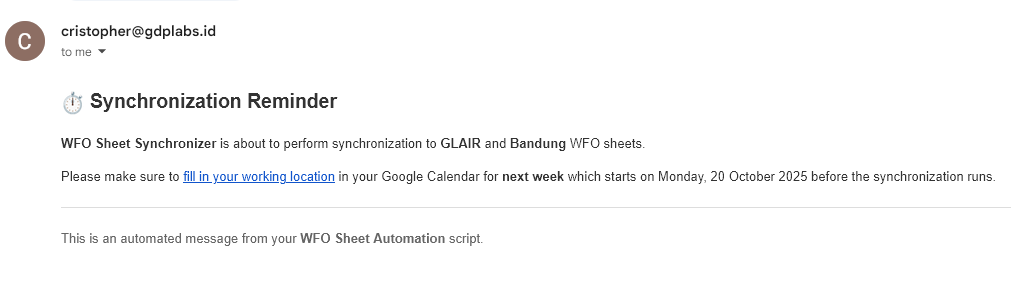 C
cristopher@gdplabs.id
to me
⏱️ Synchronization Reminder
WFO Sheet Synchronizer is about to perform synchronization to GLAIR and Bandung WFO sheets.
Please make sure to fill in your working location in your Google Calendar for next week which starts on Monday, 20 October 2025 before the synchronization runs.
This is an automated message from your WFO Sheet Automation script.